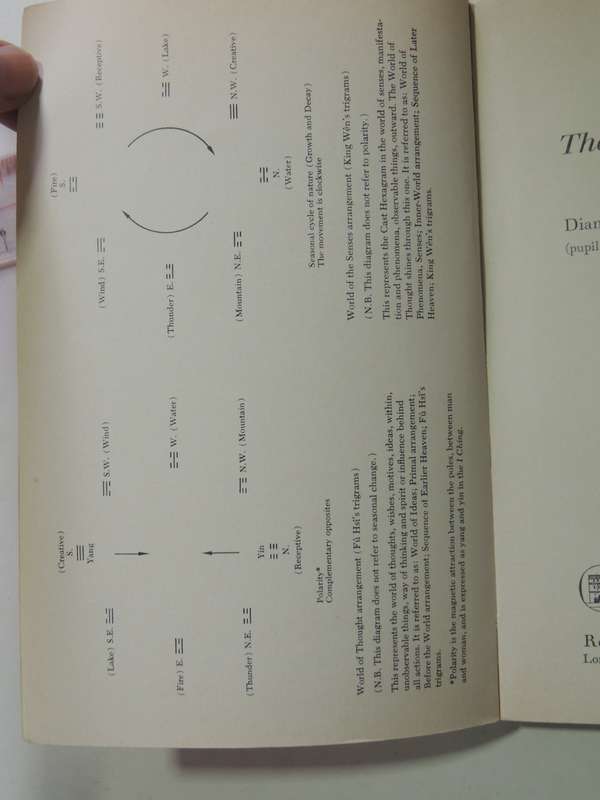 (Creative)
S.
Yang
(Lake) S.E.
S.W. (Wind)
(Fire) E.
W. (Water)
(Thunder) N.E.
N.W. (Mountain)
Yin
N.
(Receptive)
Polarity*
Complementary opposites
World of Thought arrangement (Fû Hsî's trigrams)
(N.B. This diagram does not refer to seasonal change.)
This represents the world of thoughts, wishes, motives, ideas, within,
unobservable things, way of thinking and spirit or influence behind
all actions. It is referred to as: World of Ideas; Primal arrangement;
Before the World arrangement; Sequence of Earlier Heaven; Fû Hsî's
trigrams.
*Polarity is the magnetic attraction between the poles, between man
and woman, and is expressed as yang and yin in the I Ching.
(Fire)
S.
(Wind) S.E.
S.W. (Receptive)
(Thunder) E.
W. (Lake)
(Mountain) N.E.
N.W. (Creative)
N.
(Water)
Seasonal cycle of nature (Growth and Decay)
The movement is clockwise
World of the Senses arrangement (King Wên's trigrams)
(N.B. This diagram does not refer to polarity.)
This represents the Cast Hexagram in the world of senses, manifesta-
tion and phenomena, observable things, outward. The World of
Thought shines through this one. It is referred to as: World of
Phenomena, Senses; Inner-World arrangement; Sequence of Later
Heaven; King Wên's trigrams.
The
Dian
(pupil
R
Lon